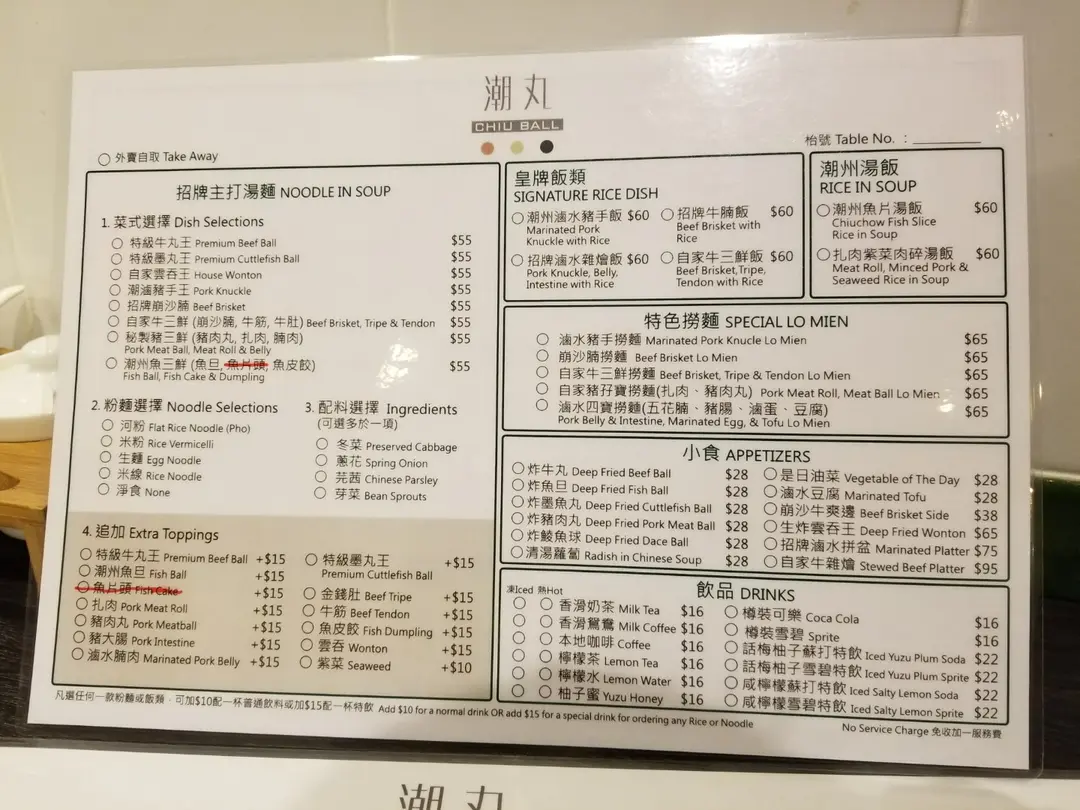 潮丸
CHIU BALL
枱號 Table No. : ________
○ 外賣自取 Take Away
招牌主打湯麵 NOODLE IN SOUP
1. 菜式選擇 Dish Selections
○ 特級牛丸王 Premium Beef Ball $55
○ 特級墨丸王 Premium Cuttlefish Ball $55
○ 自家雲吞王 House Wonton $55
○ 潮滷豬手王 Pork Knuckle $55
○ 招牌崩沙腩 Beef Brisket $55
○ 自家牛三鮮 (崩沙腩, 牛筋, 牛肚) Beef Brisket, Tripe & Tendon $55
○ 秘製豬三鮮 (豬肉丸, 扎肉, 腩肉) $55
Pork Meat Ball, Meat Roll & Belly
○ 潮州魚三鮮 (魚旦, 魚片頭, 魚皮餃) $55
Fish Ball, Fish Cake & Dumpling
2. 粉麵選擇 Noodle Selections
○ 河粉 Flat Rice Noodle (Pho)
○ 米粉 Rice Vermicelli
○ 生麵 Egg Noodle
○ 米線 Rice Noodle
○ 淨食 None
3. 配料選擇 Ingredients
(可選多於一項)
○ 冬菜 Preserved Cabbage
○ 蔥花 Spring Onion
○ 芫茜 Chinese Parsley
○ 芽菜 Bean Sprouts
4. 追加 Extra Toppings
○ 特級牛丸王 Premium Beef Ball +$15
○ 潮州魚旦 Fish Ball +$15
○ 魚片頭 Fish Cake +$15
○ 扎肉 Pork Meat Roll +$15
○ 豬肉丸 Pork Meatball +$15
○ 豬大腸 Pork Intestine +$15
○ 滷水腩肉 Marinated Pork Belly +$15
○ 特級墨丸王 +$15
Premium Cuttlefish Ball
○ 金錢肚 Beef Tripe +$15
○ 牛筋 Beef Tendon +$15
○ 魚皮餃 Fish Dumpling +$15
○ 雲吞 Wonton +$15
○ 紫菜 Seaweed +$10
皇牌飯類
SIGNATURE RICE DISH
○ 潮州滷水豬手飯 $60
Marinated Pork
Knuckle with Rice
○ 招牌滷水雜燴飯 $60
Pork Knuckle, Belly,
Intestine with Rice
○ 招牌牛腩飯 $60
Beef Brisket with
Rice
○ 自家牛三鮮飯 $60
Beef Brisket,Tripe,
Tendon with Rice
潮州湯飯
RICE IN SOUP
○ 潮州魚片湯飯 $60
Chiuchow Fish Slice
Rice in Soup
○ 扎肉紫菜肉碎湯飯 $60
Meat Roll, Minced Pork &
Seaweed Rice in Soup
特色撈麵 SPECIAL LO MIEN
○ 滷水豬手撈麵 Marinated Pork Knucle Lo Mien $65
○ 崩沙腩撈麵 Beef Brisket Lo Mien $65
○ 自家牛三鮮撈麵 Beef Brisket, Tripe & Tendon Lo Mien $65
○ 自家豬孖寶撈麵(扎肉、豬肉丸) Pork Meat Roll, Meat Ball Lo Mien $65
○ 滷水四寶撈麵(五花腩、豬腸、滷蛋、豆腐) $65
Pork Belly & Intestine, Marinated Egg, & Tofu Lo Mien
小食 APPETIZERS
○ 炸牛丸 Deep Fried Beef Ball $28
○ 炸魚旦 Deep Fried Fish Ball $28
○ 炸墨魚丸 Deep Fried Cuttlefish Ball $28
○ 炸豬肉丸 Deep Fried Pork Meat Ball $28
○ 炸鯪魚球 Deep Fried Dace Ball $28
○ 清湯蘿蔔 Radish in Chinese Soup $28
○ 是日油菜 Vegetable of The Day $28
○ 滷水豆腐 Marinated Tofu $28
○ 崩沙牛爽邊 Beef Brisket Side $38
○ 生炸雲吞王 Deep Fried Wonton $65
○ 招牌滷水拼盆 Marinated Platter $75
○ 自家牛雜燴 Stewed Beef Platter $95
飲品 DRINKS
凍Iced 熱Hot
○ ○ 香滑奶茶 Milk Tea $16
○ ○ 香滑鴛鴦 Milk Coffee $16
○ ○ 本地咖啡 Coffee $16
○ ○ 檸檬茶 Lemon Tea $16
○ ○ 檸檬水 Lemon Water $16
○ ○ 柚子蜜 Yuzu Honey $16
○ 樽裝可樂 Coca Cola $16
○ 樽裝雪碧 Sprite $16
○ 話梅柚子蘇打特飲 Iced Yuzu Plum Soda $22
○ 話梅柚子雪碧特飲 Iced Yuzu Plum Sprite $22
○ 咸檸檬蘇打特飲 Iced Salty Lemon Soda $22
○ 咸檸檬雪碧特飲 Iced Salty Lemon Sprite $22
凡選任何一款粉麵或飯類，可加$10配一杯普通飲料或加$15配一杯特飲 Add $10 for a normal drink OR add $15 for a special drink for ordering any Rice or Noodle
No Service Charge 免收加一服務費
潮丸